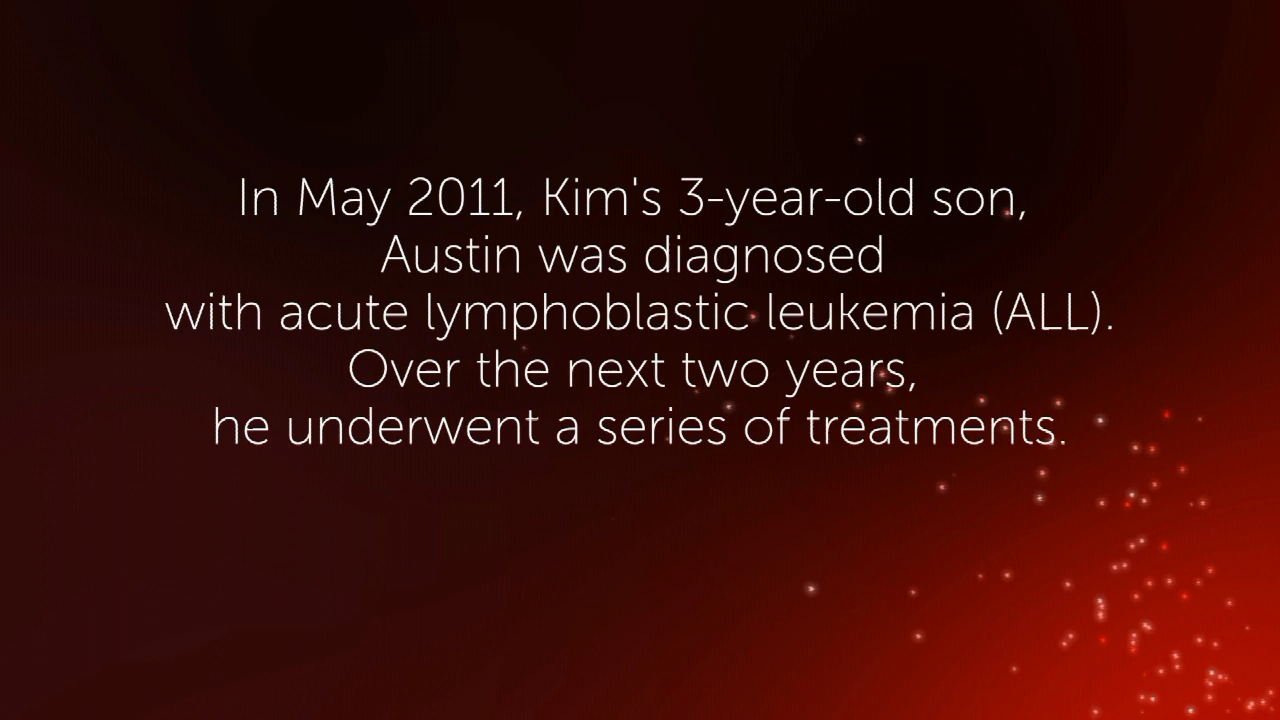 In May 2011, Kim's 3-year-old son,
Austin was diagnosed
with acute lymphoblastic leukemia (ALL).
Over the next two years,
he underwent a series of treatments.